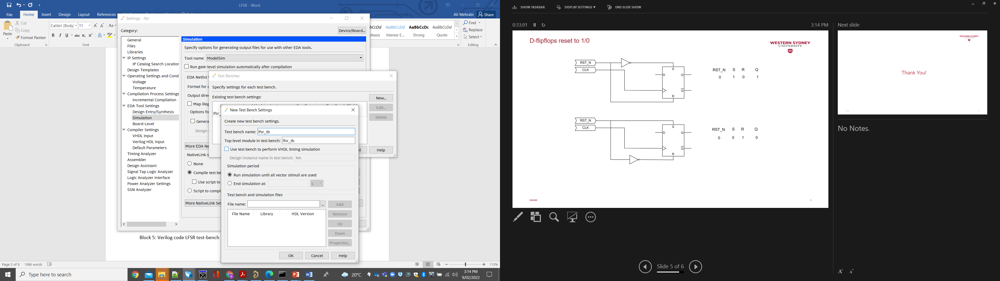 LFSR - Word
File
Home
Insert
Design
Layout
References
Ali Mehrabi
Share
Paste
Cut
Copy
Format Painter
Clipboard
Calibri (Body)
11
Aa
B I U abc X₂ X²
Font
AaBbCcDd
AaBbCcDc
AaBbCcDd
Intense E...
Strong
Quote
Find
Replace
Select
Editing
Settings - lfsr
Category:
Device/Board...
General
Files
Libraries
IP Settings
IP Catalog Search Location
Design Templates
Operating Settings and Cond
Voltage
Temperature
Compilation Process Settings
Incremental Compilation
EDA Tool Settings
Design Entry/Synthesis
Simulation
Board-Level
Compiler Settings
VHDL Input
Verilog HDL Input
Default Parameters
Timing Analyzer
Assembler
Design Assistant
Signal Tap Logic Analyzer
Logic Analyzer Interface
Power Analyzer Settings
SSN Analyzer
Simulation
Specify options for generating output files for use with other EDA tools.
Tool name: ModelSim
Run gate-level simulation automatically after compilation
EDA Netlist
Format for
Output direc
Map illeg
Options fo
Genera
Design
More EDA Ne
NativeLink s
None
Compile test be
Use script to
Script to compil
More NativeLink Set
Test Benches
Specify settings for each test bench.
Existing test bench settings:
New...
Edit...
Delete
lfsr_
Help
New Test Bench Settings
Create new test bench settings.
Test bench name: lfsr_tb
Top level module in test bench: lfsr_tb
Use test bench to perform VHDL timing simulation
Design instance name in test bench: NA
Simulation period
Run simulation until all vector stimuli are used
End simulation at: s
Test bench and simulation files
File name: ...
Add
File Name Library HDL Version
Remove
Up
Down
Properties...
OK
Cancel
Help
Block 5: Verilog code LFSR test-bench
Page 5 of 8 1066 words
110%
Type here to search
20°C
3:14 PM
9/02/2022
SHOW TASKBAR
DISPLAY SETTINGS
END SLIDE SHOW
0:33:01
3:14 PM
D-flipflops reset to 1/0
WESTERN SYDNEY
UNIVERSITY
W
RST_N
CLK
S
D Q
Q
R
RST_N S R Q
0 1 0 1
RST_N
CLK
S
D Q
Q
R
RST_N S R Q
0 0 1 0
9/02/2022
5
Slide 5 of 6
Next slide
WESTERN SYDNEY
UNIVERSITY
Thank You!
No Notes.
A A